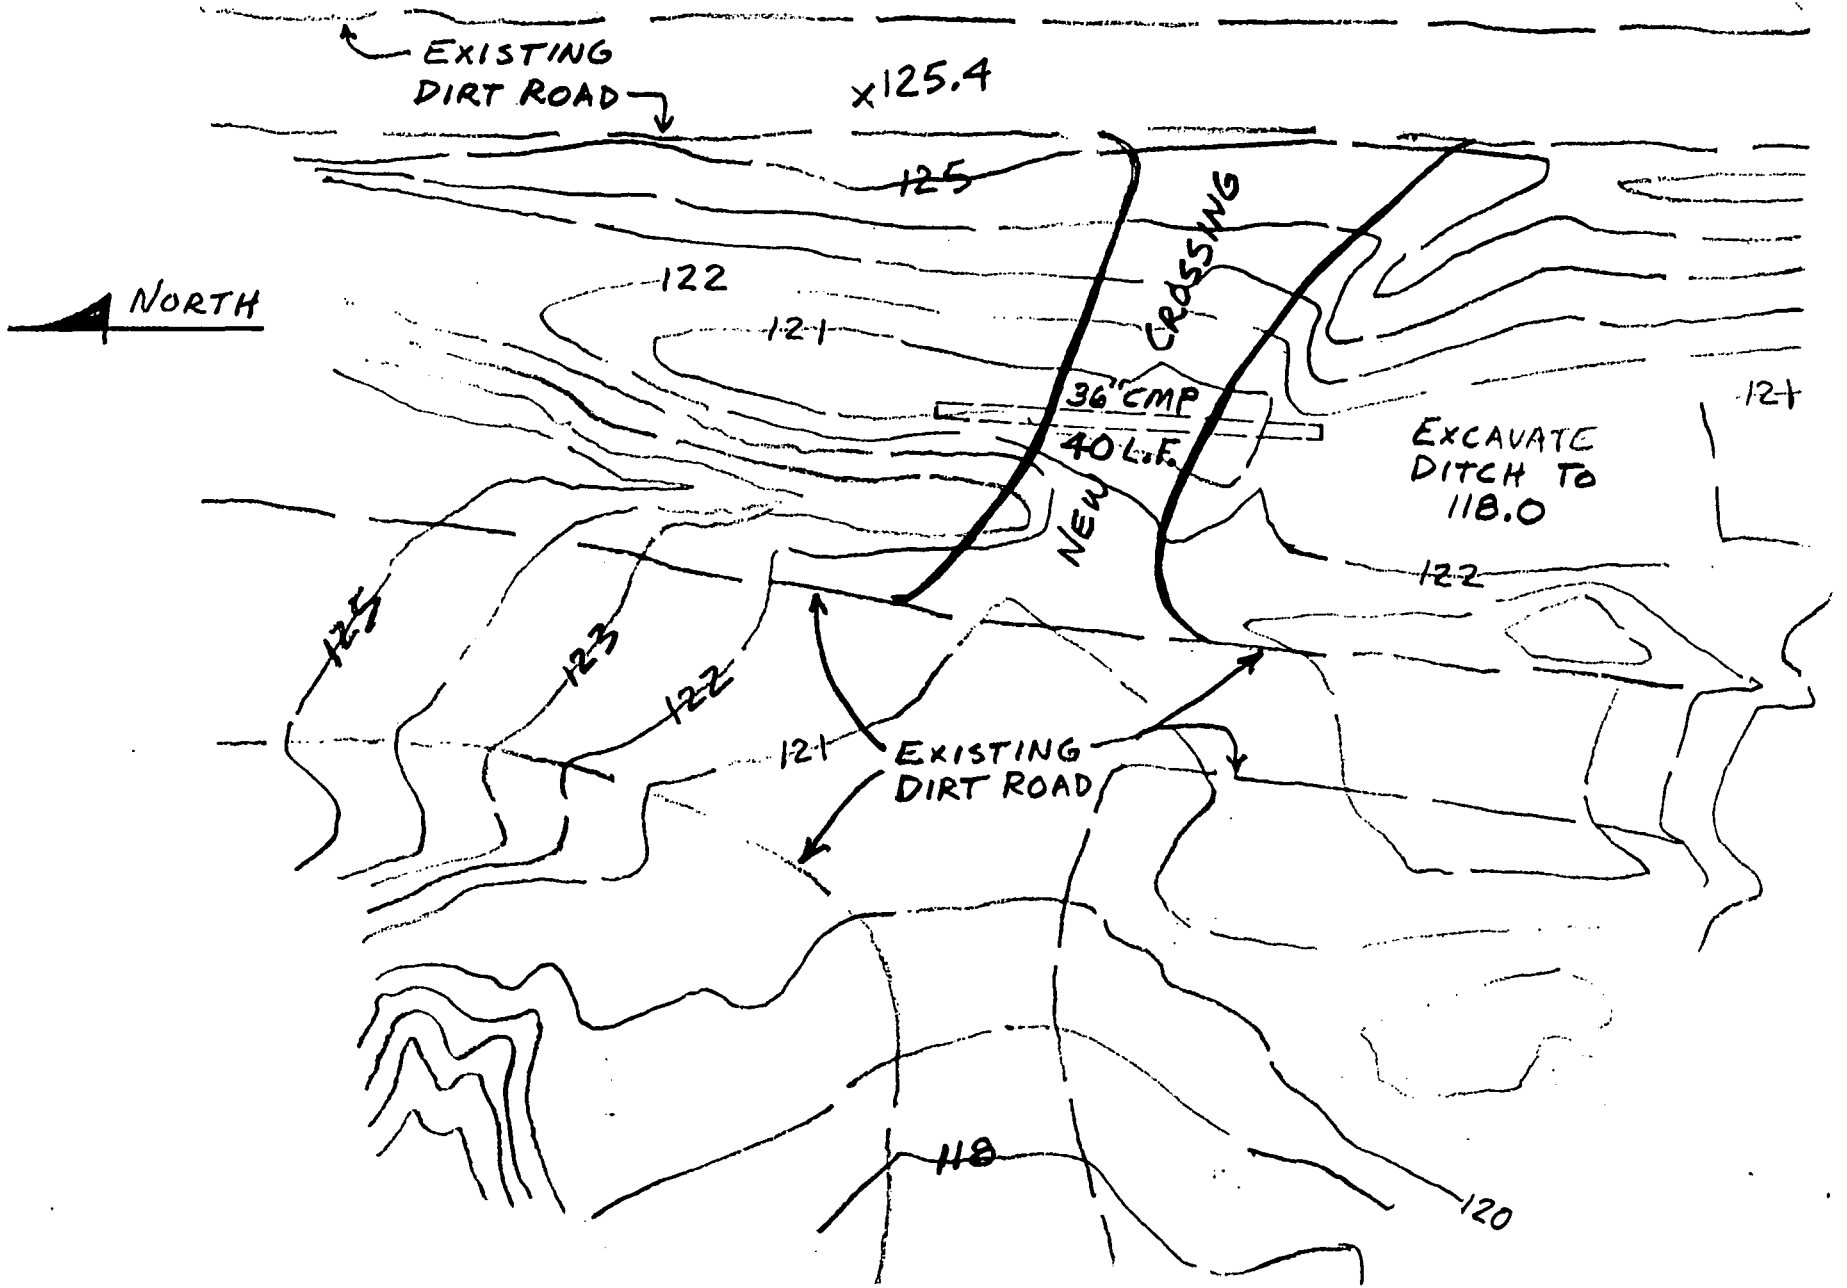 EXISTING
DIRT ROAD
x125.4
125
CROSSING
NORTH
122
121
36" CMP
40 L.F.
121
EXCAVATE
DITCH TO
118.0
NEW
122
125
123
122
121
EXISTING
DIRT ROAD
118
120